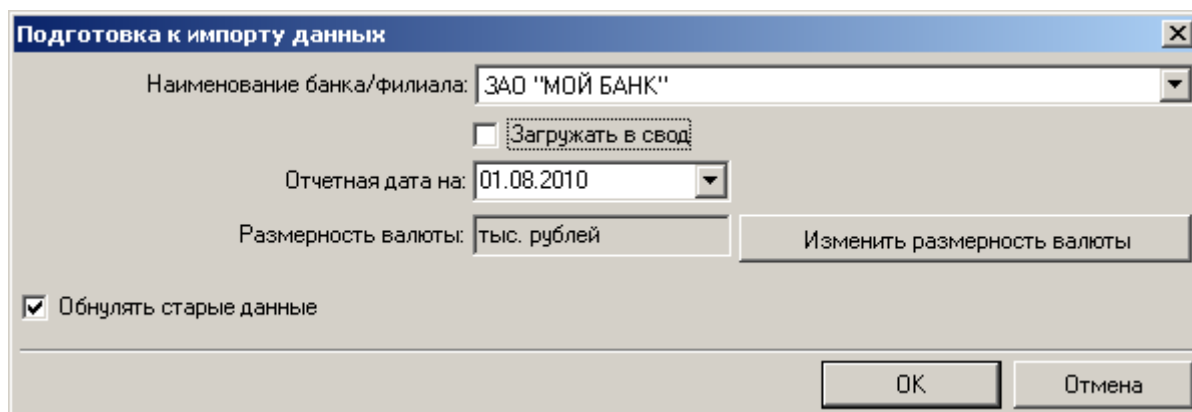 Подготовка к импорту данных
Наименование банка/филиала: ЗАО "МОЙ БАНК"
Загружать в свод
Отчетная дата на: 01.08.2010
Размерность валюты: тыс. рублей Изменить размерность валюты
Обнулять старые данные
OK Отмена